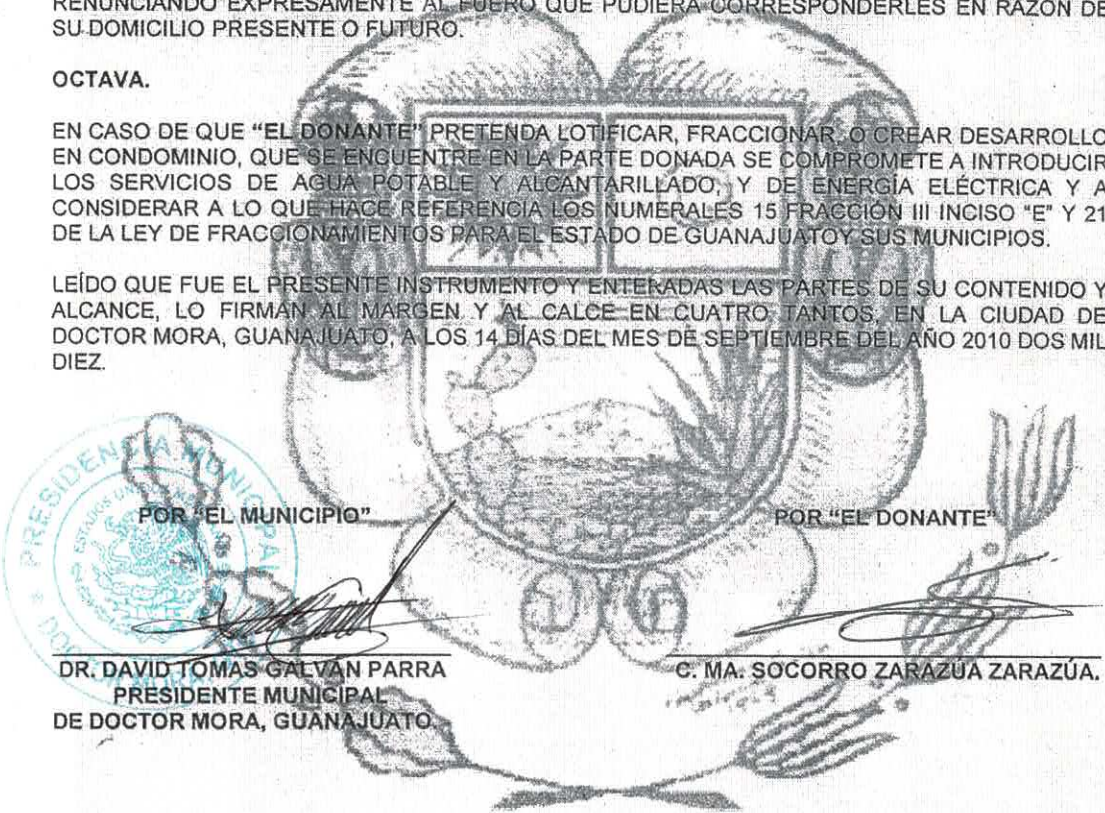 RENUNCIANDO EXPRESAMENTE AL FUERO QUE PUDIERA CORRESPONDERLES EN RAZÓN DE
SU DOMICILIO PRESENTE O FUTURO.
OCTAVA.
EN CASO DE QUE "EL DONANTE" PRETENDA LOTIFICAR, FRACCIONAR, O CREAR DESARROLLO
EN CONDOMINIO, QUE SE ENCUENTRE EN LA PARTE DONADA SE COMPROMETE A INTRODUCIR
LOS SERVICIOS DE AGUA POTABLE Y ALCANTARILLADO, Y DE ENERGÍA ELÉCTRICA Y A
CONSIDERAR A LO QUE HACE REFERENCIA LOS NUMERALES 15 FRACCIÓN III INCISO "E" Y 21
DE LA LEY DE FRACCIONAMIENTOS PARA EL ESTADO DE GUANAJUATOY SUS MUNICIPIOS.
LEÍDO QUE FUE EL PRESENTE INSTRUMENTO Y ENTERADAS LAS PARTES DE SU CONTENIDO Y
ALCANCE, LO FIRMAN AL MARGEN Y AL CALCE EN CUATRO TANTOS, EN LA CIUDAD DE
DOCTOR MORA, GUANAJUATO, A LOS 14 DÍAS DEL MES DE SEPTIEMBRE DEL AÑO 2010 DOS MIL
DIEZ.
PRESIDENCIA MUNICIPAL
POR "EL MUNICIPIO"
POR "EL DONANTE"
DR. DAVID TOMAS GALVAN PARRA
PRESIDENTE MUNICIPAL
DE DOCTOR MORA, GUANAJUATO.
C. MA. SOCORRO ZARAZÚA ZARAZÚA.